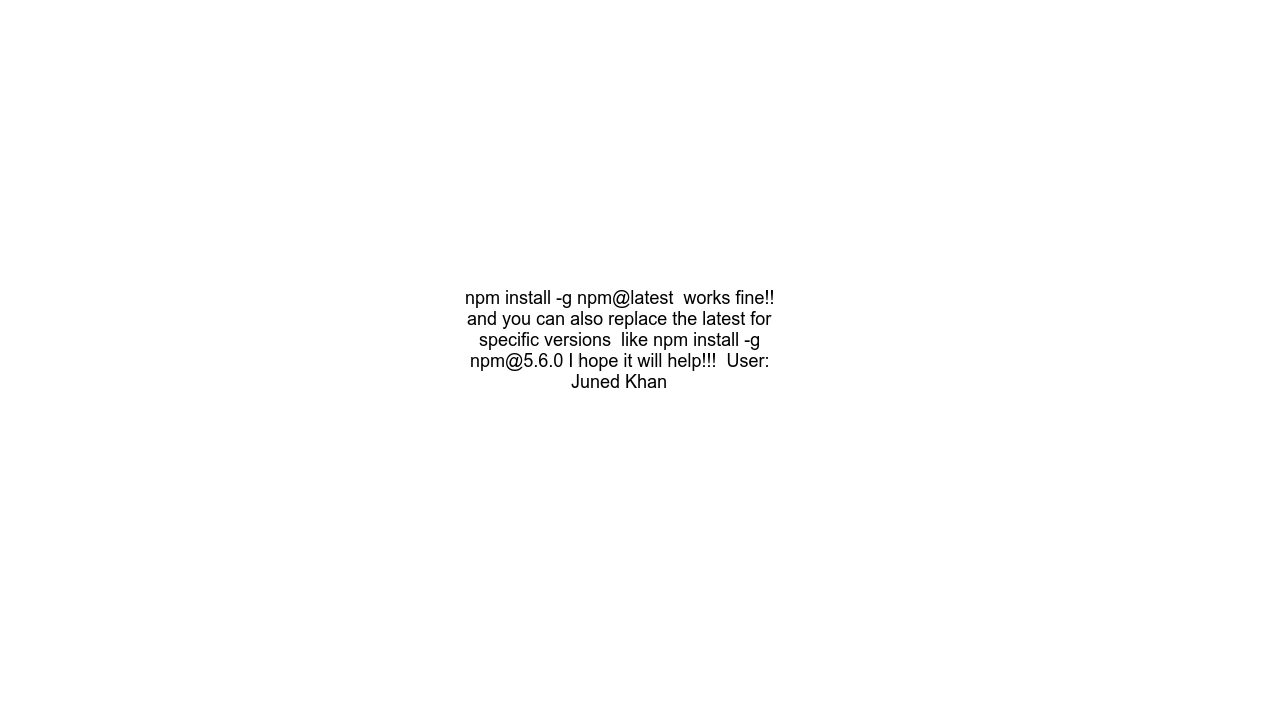 npm install -g npm@latest  works fine!!
and you can also replace the latest for
specific versions  like npm install -g
npm@5.6.0 I hope it will help!!!  User:
Juned Khan